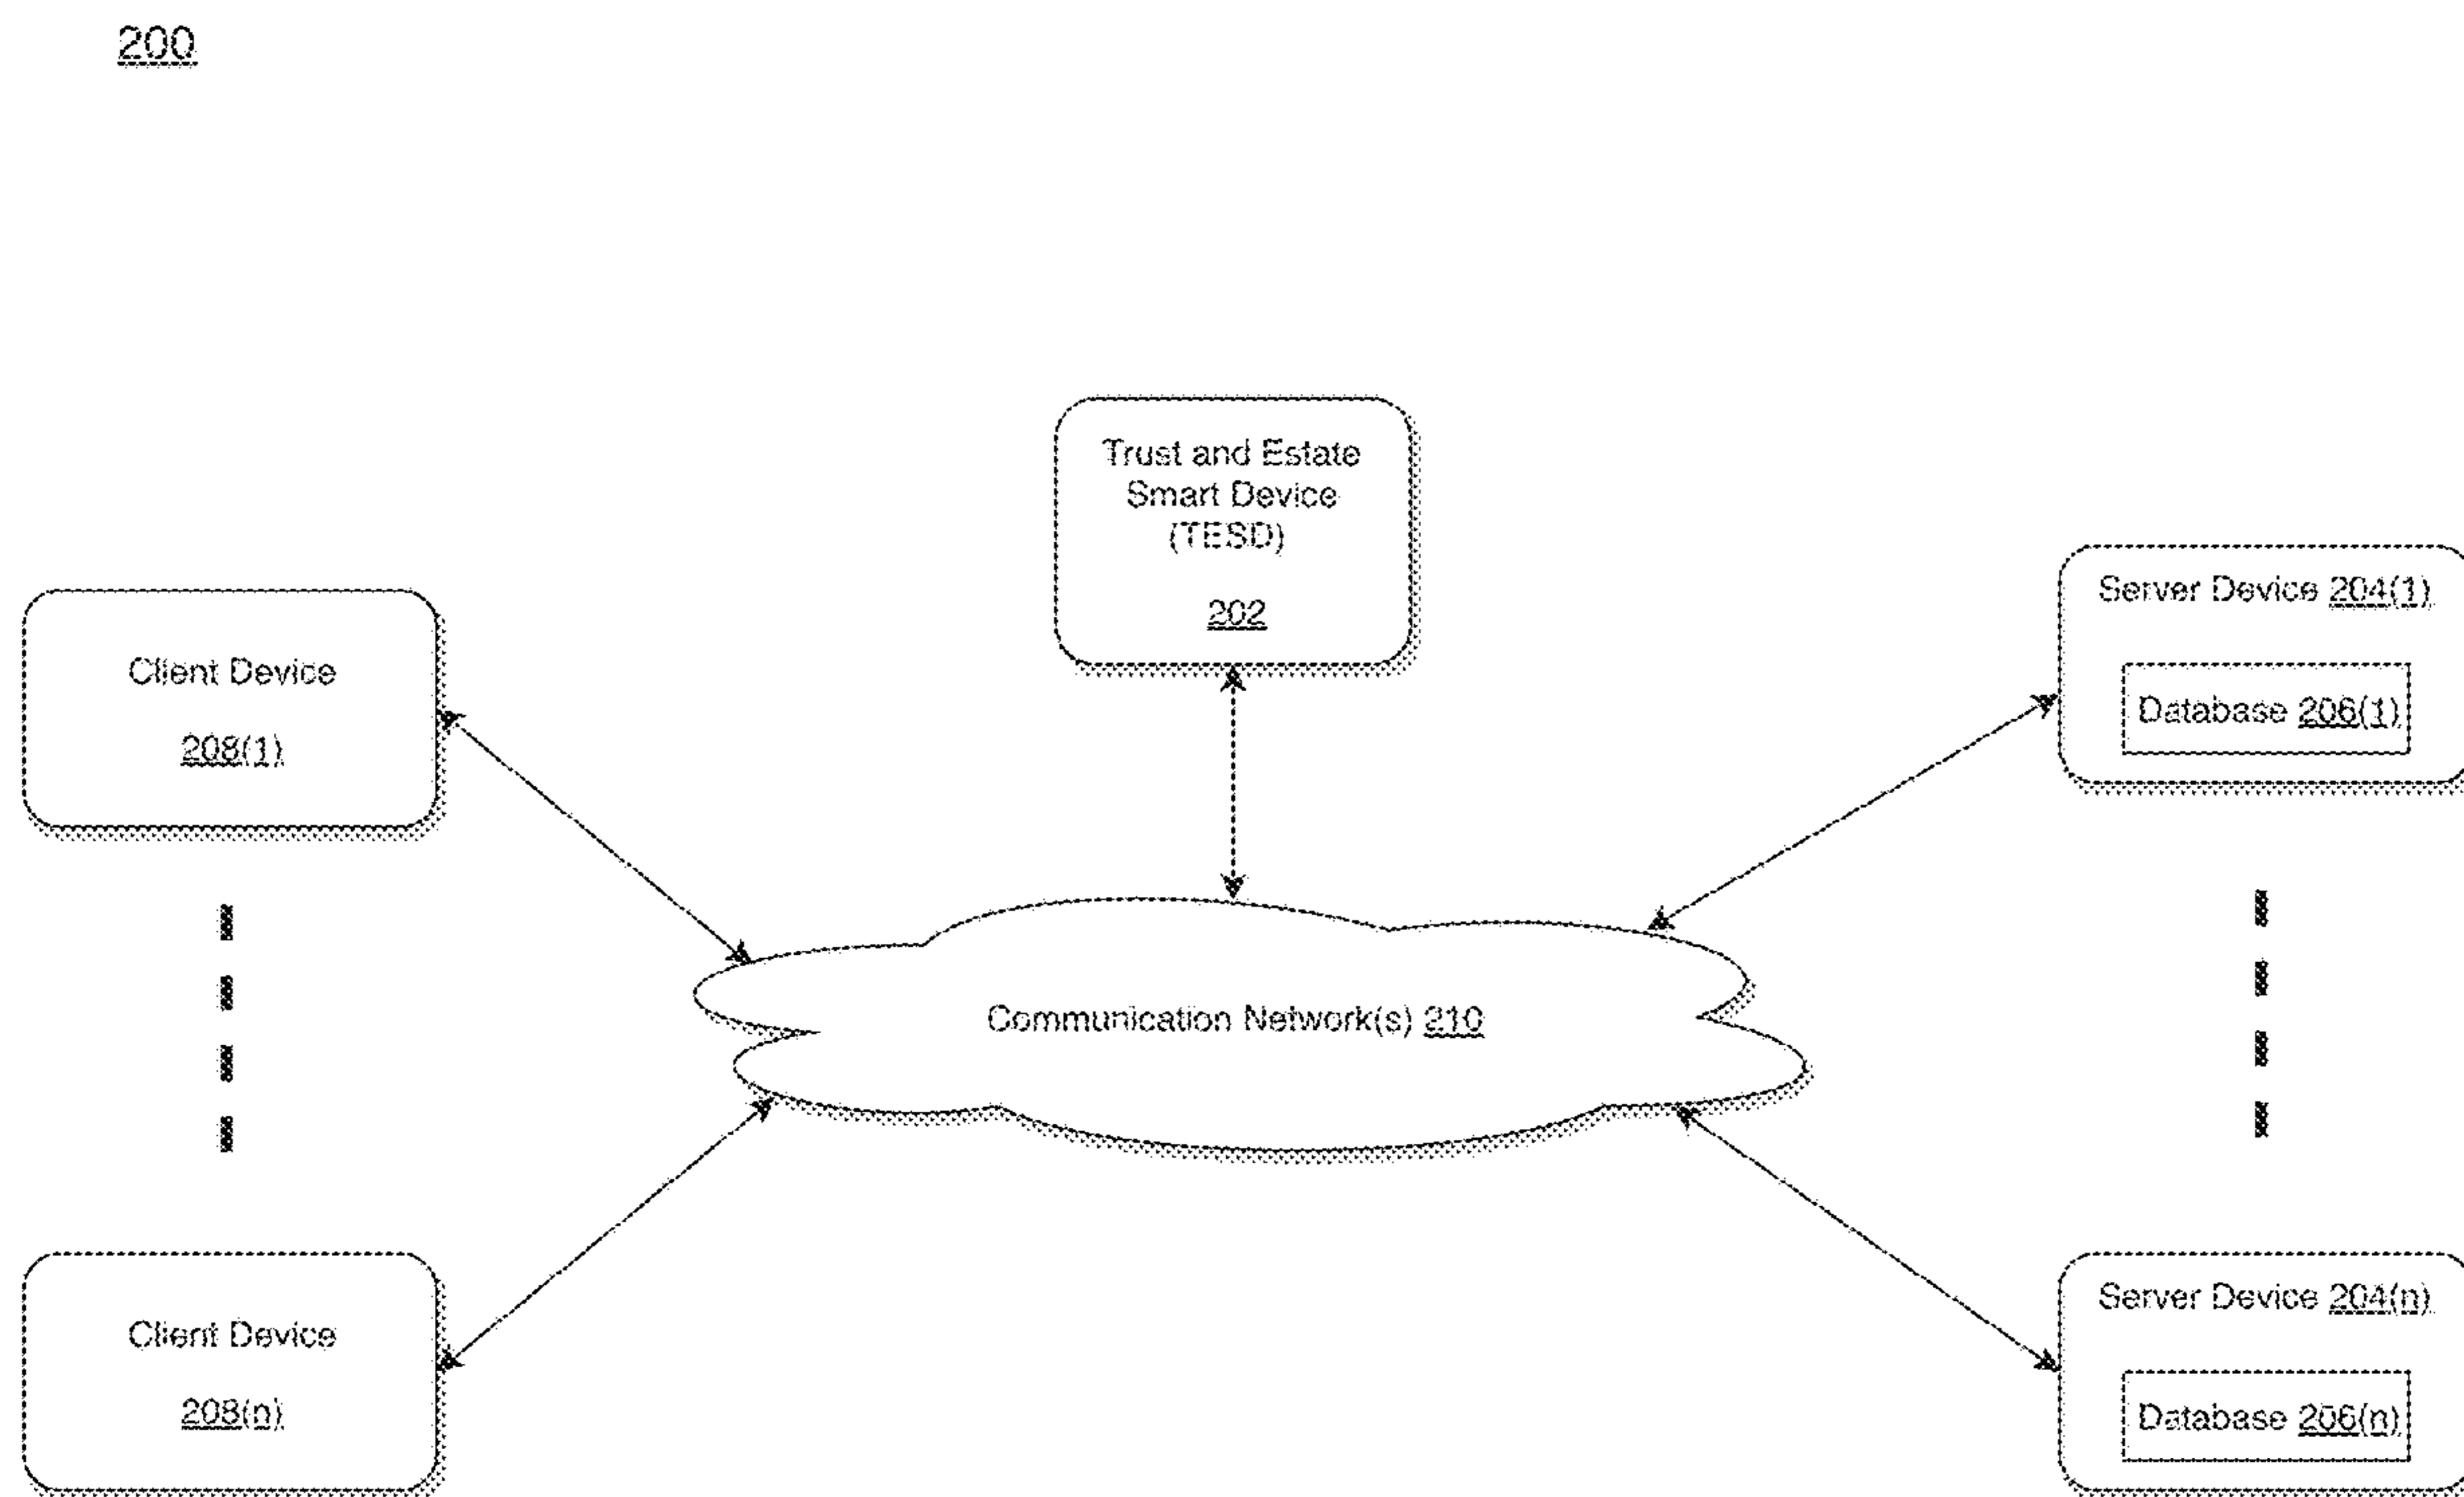 200
Trust and Estate
Smart Device
(TESD)
202
Client Device
208(1)
Server Device 204(1)
Database 206(1)
Communication Network(s) 210
Client Device
208(n)
Server Device 204(n)
Database 206(n)